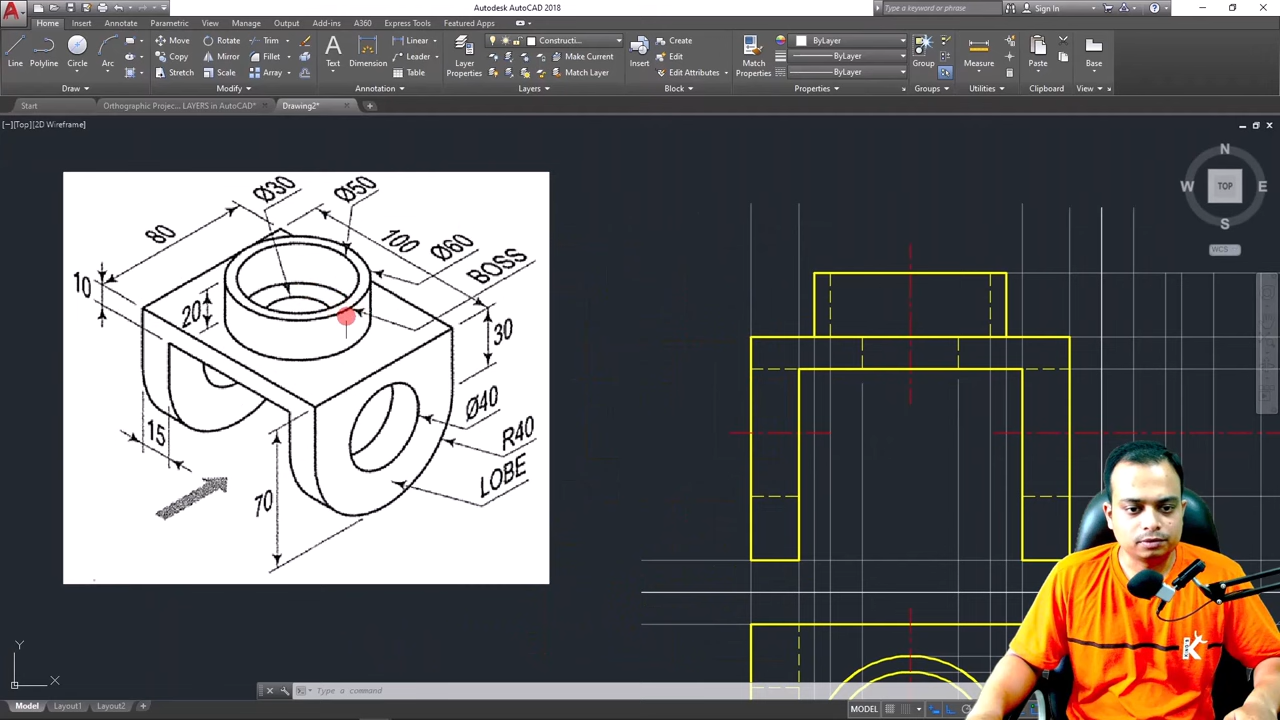 Autodesk AutoCAD 2018
Type a keyword or phrase
Sign In
Home Insert Annotate Parametric View Manage Output Add-ins A360 Express Tools Featured Apps
Line Polyline Circle Arc
Move Rotate Trim
Copy Mirror Fillet
Stretch Scale Array
Text Dimension
Linear
Leader
Table
Layer Properties
Constructi...
Make Current
Match Layer
Insert
Create
Edit
Edit Attributes
Match Properties
ByLayer
ByLayer
ByLayer
Group
Measure
Paste
Base
Draw Modify Annotation Layers Block Properties Groups Utilities Clipboard View
Start Orthographic Projec... LAYERS in AutoCAD* Drawing2*
[−][Top][2D Wireframe]
N
W TOP E
S
WCS
Ø30 Ø50
80 100 Ø60
BOSS
10
20 30
Ø40
R40
15
LOBE
70
Y
X
KING'S
K
Type a command
Model Layout1 Layout2
MODEL